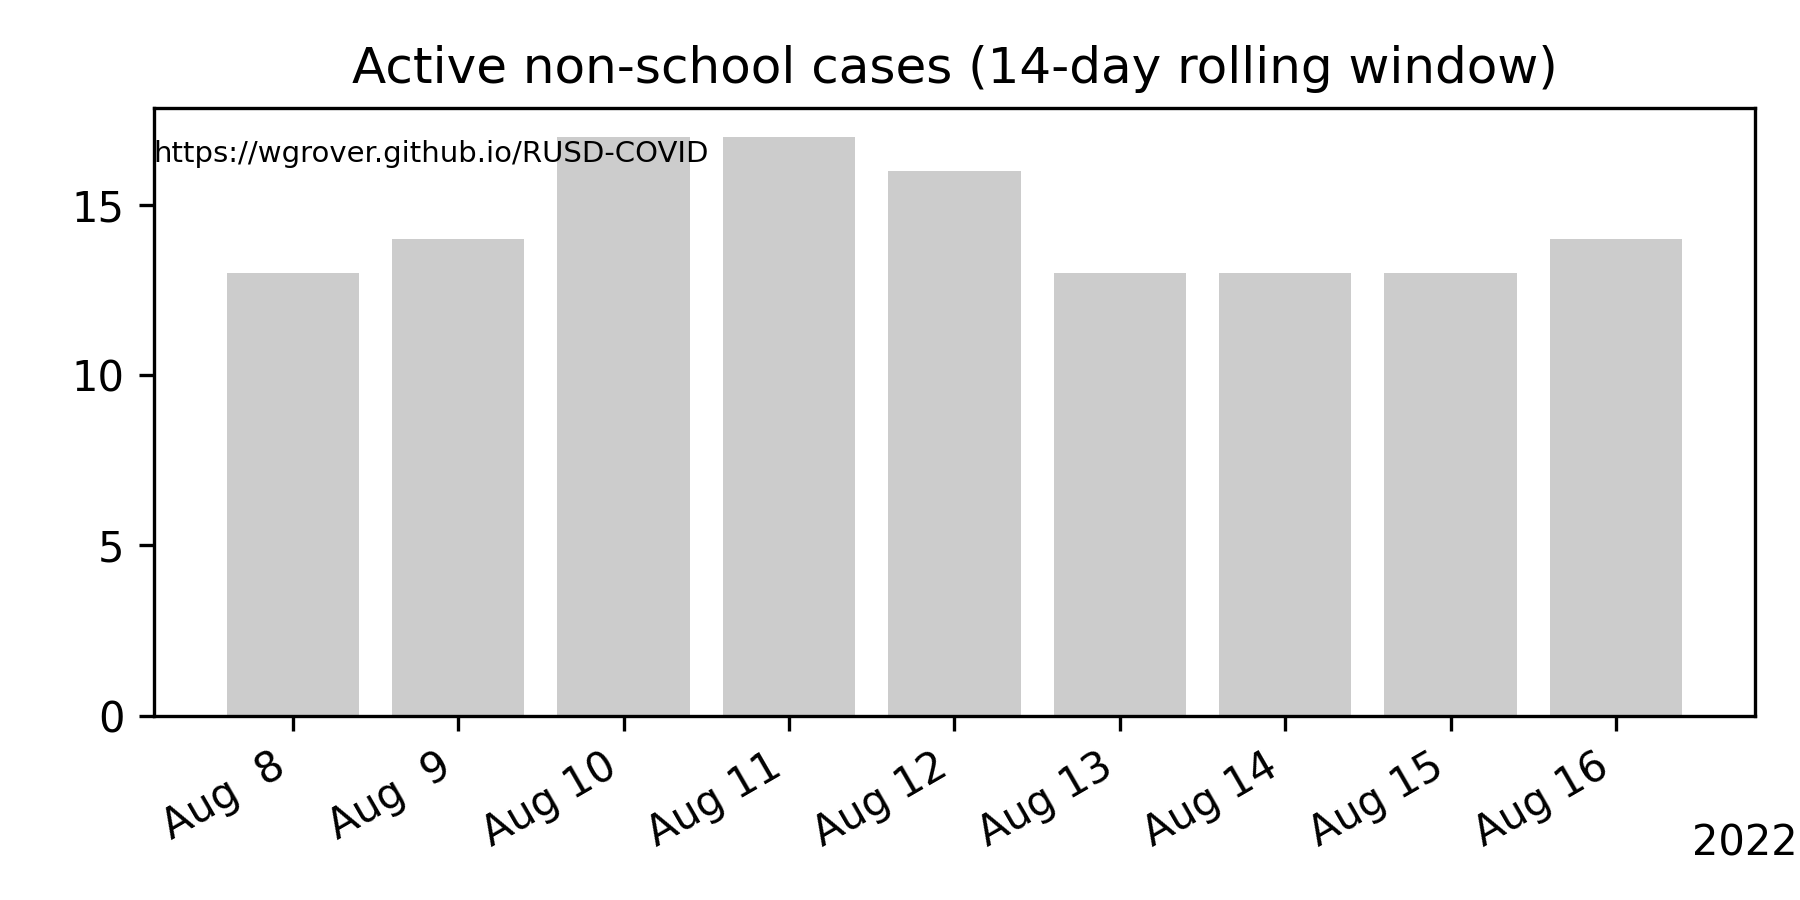 Active non-school cases (14-day rolling window)
https://wgrover.github.io/RUSD-COVID
15
10
5
0
Aug 8
Aug 9
Aug 10
Aug 11
Aug 12
Aug 13
Aug 14
Aug 15
Aug 16
2022